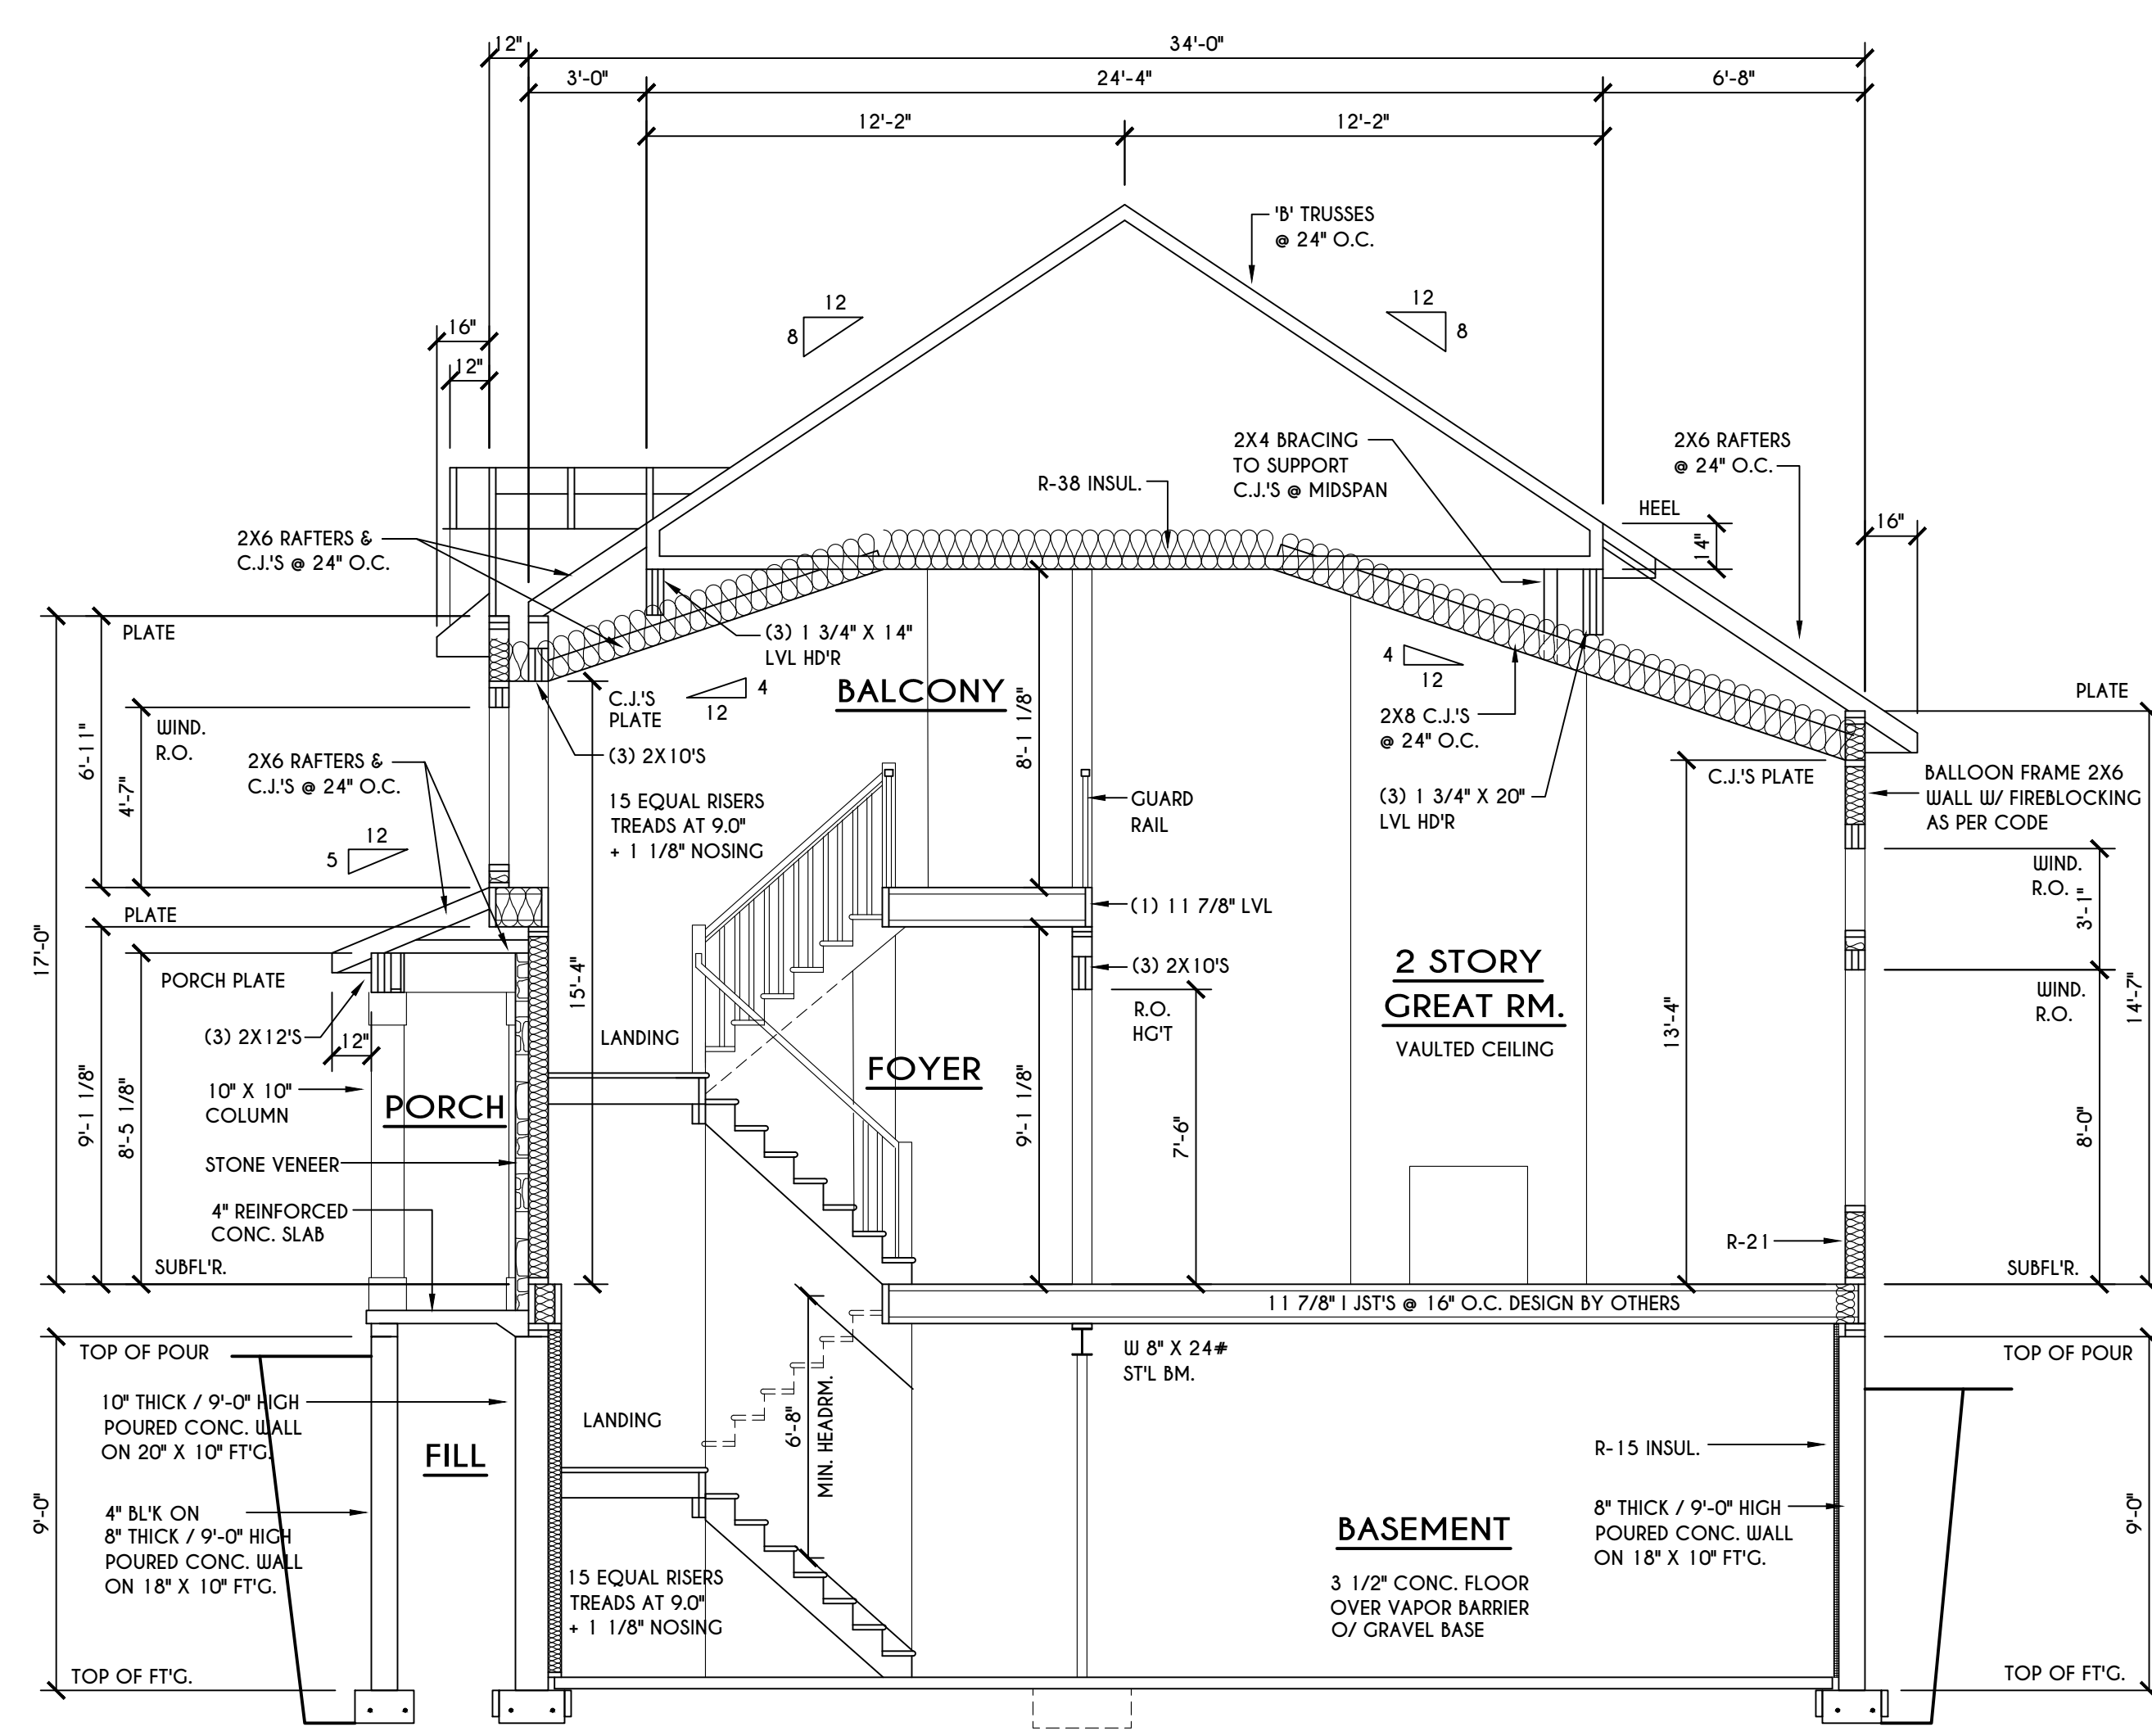 12"
34'-0"
3'-0"
24'-4"
6'-8"
12'-2"
12'-2"
'B' TRUSSES
@ 24" O.C.
12
8
12
8
16"
12"
2X4 BRACING
TO SUPPORT
C.J.'S @ MIDSPAN
2X6 RAFTERS
@ 24" O.C.
R-38 INSUL.
HEEL
14"
16"
2X6 RAFTERS &
C.J.'S @ 24" O.C.
PLATE
(3) 1 3/4" X 14"
LVL HD'R
4
12
C.J.'S
PLATE
4
12
BALCONY
8'-1 1/8"
2X8 C.J.'S
@ 24" O.C.
PLATE
WIND.
R.O.
6'-11"
4'-7"
(3) 2X10'S
2X6 RAFTERS &
C.J.'S @ 24" O.C.
C.J.'S PLATE
BALLOON FRAME 2X6
WALL W/ FIREBLOCKING
AS PER CODE
15 EQUAL RISERS
TREADS AT 9.0"
+ 1 1/8" NOSING
GUARD
RAIL
(3) 1 3/4" X 20"
LVL HD'R
12
5
WIND.
R.O.
3'-1"
PLATE
(1) 11 7/8" LVL
17'-0"
PORCH PLATE
15'-4"
(3) 2X10'S
2 STORY
GREAT RM.
VAULTED CEILING
13'-4"
WIND.
R.O.
14'-7"
(3) 2X12'S
12"
LANDING
R.O.
HG'T
FOYER
9'-1 1/8"
8'-5 1/8"
10" X 10"
COLUMN
PORCH
9'-1 1/8"
7'-6"
8'-0"
STONE VENEER
4" REINFORCED
CONC. SLAB
R-21
SUBFL'R.
SUBFL'R.
11 7/8" I JST'S @ 16" O.C. DESIGN BY OTHERS
TOP OF POUR
W 8" X 24#
ST'L BM.
TOP OF POUR
10" THICK / 9'-0" HIGH
POURED CONC. WALL
ON 20" X 10" FT'G.
LANDING
6'-8"
MIN. HEADRM.
FILL
R-15 INSUL.
9'-0"
4" BL'K ON
8" THICK / 9'-0" HIGH
POURED CONC. WALL
ON 18" X 10" FT'G.
BASEMENT
8" THICK / 9'-0" HIGH
POURED CONC. WALL
ON 18" X 10" FT'G.
9'-0"
15 EQUAL RISERS
TREADS AT 9.0"
+ 1 1/8" NOSING
3 1/2" CONC. FLOOR
OVER VAPOR BARRIER
O/ GRAVEL BASE
TOP OF FT'G.
TOP OF FT'G.